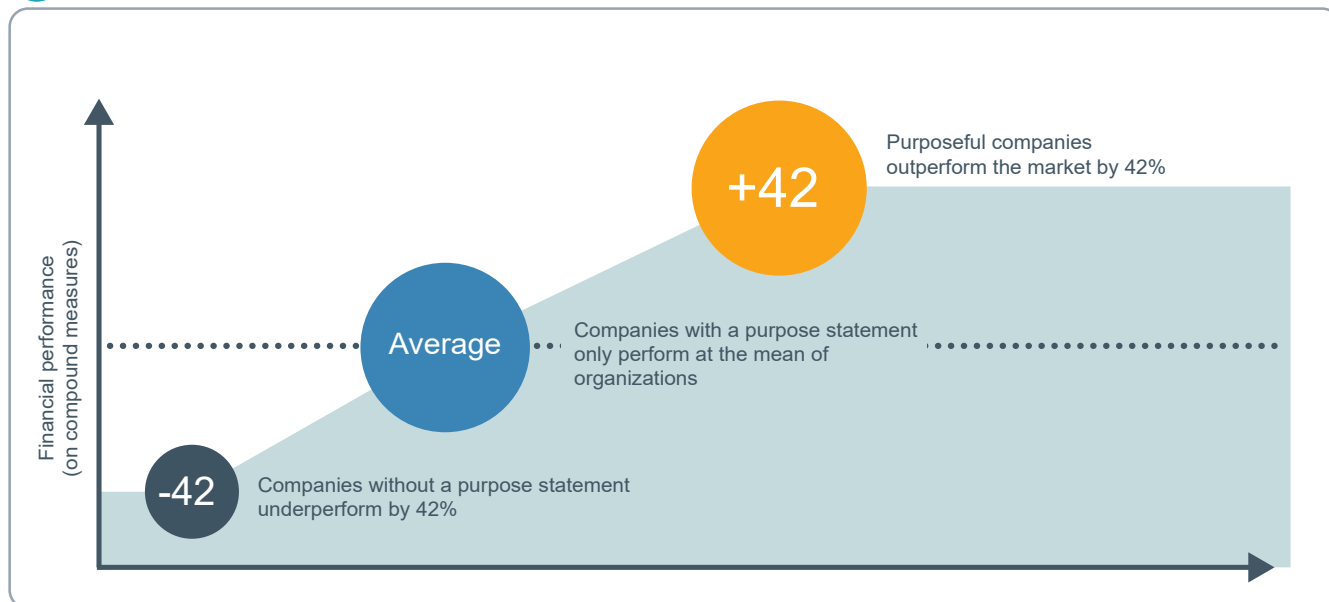 Purposeful companies
outperform the market by 42%
+42
Financial performance
(on compound measures)
Average
Companies with a purpose statement
only perform at the mean of
organizations
-42
Companies without a purpose statement
underperform by 42%